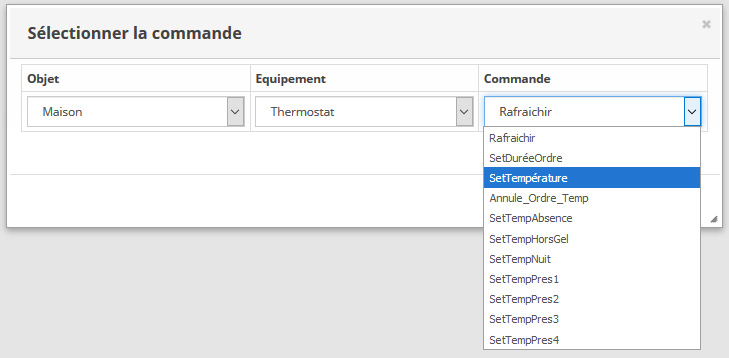 Sélectionner la commande
×
Objet Equipement Commande
Maison Thermostat Rafraichir
Rafraichir
SetDuréeOrdre
SetTempérature
Annule_Ordre_Temp
SetTempAbsence
SetTempHorsGel
SetTempNuit
SetTempPres1
SetTempPres2
SetTempPres3
SetTempPres4